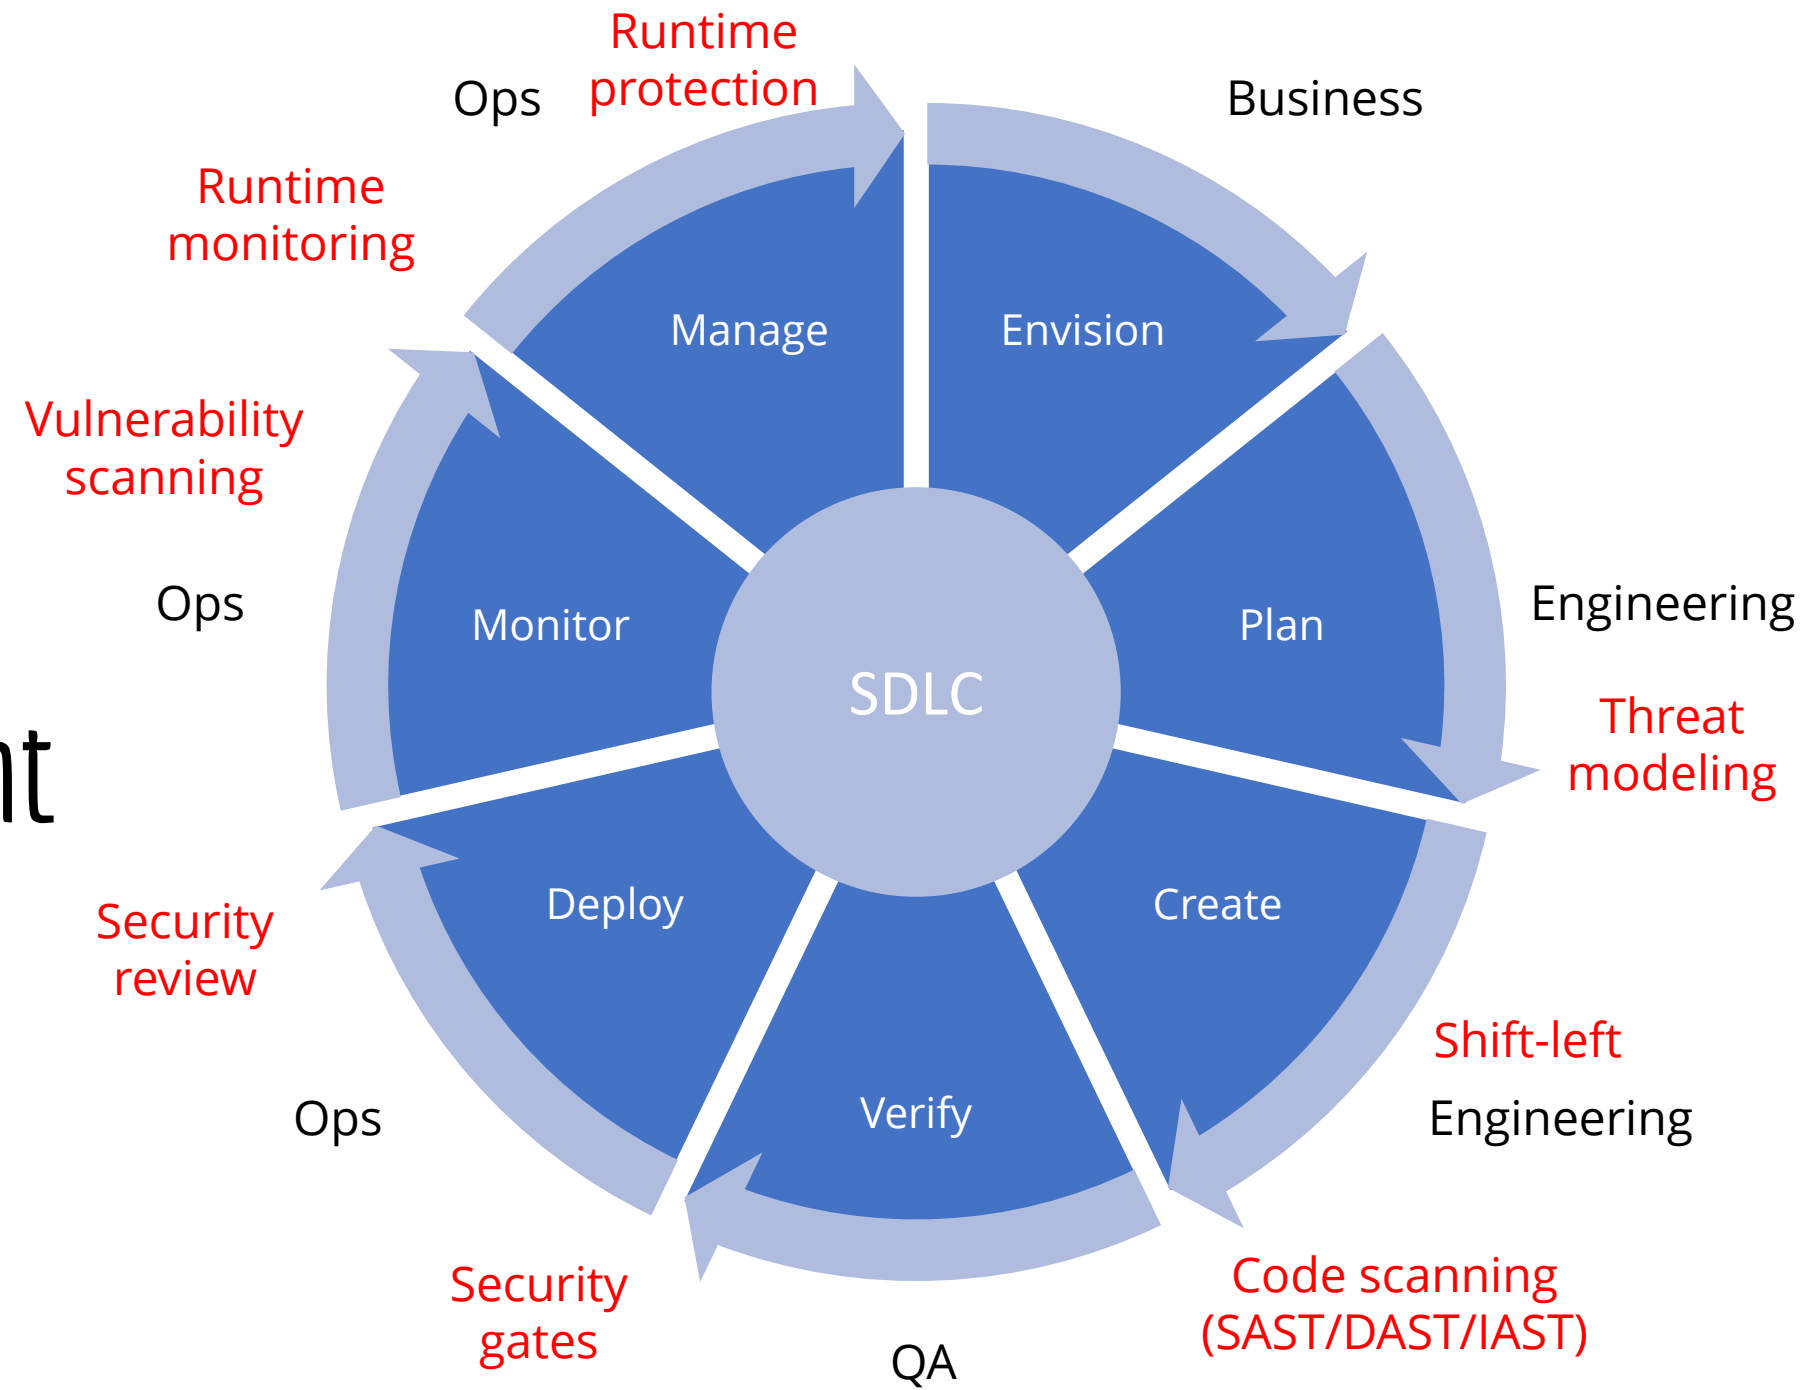 Runtime
protection
Ops
Business
Runtime
monitoring
Manage
Envision
Vulnerability
scanning
Ops
Monitor
Plan
Engineering
SDLC
Threat
modeling
nt
Security
review
Deploy
Create
Shift-left
Ops
Verify
Engineering
Security
gates
Code scanning
(SAST/DAST/IAST)
QA